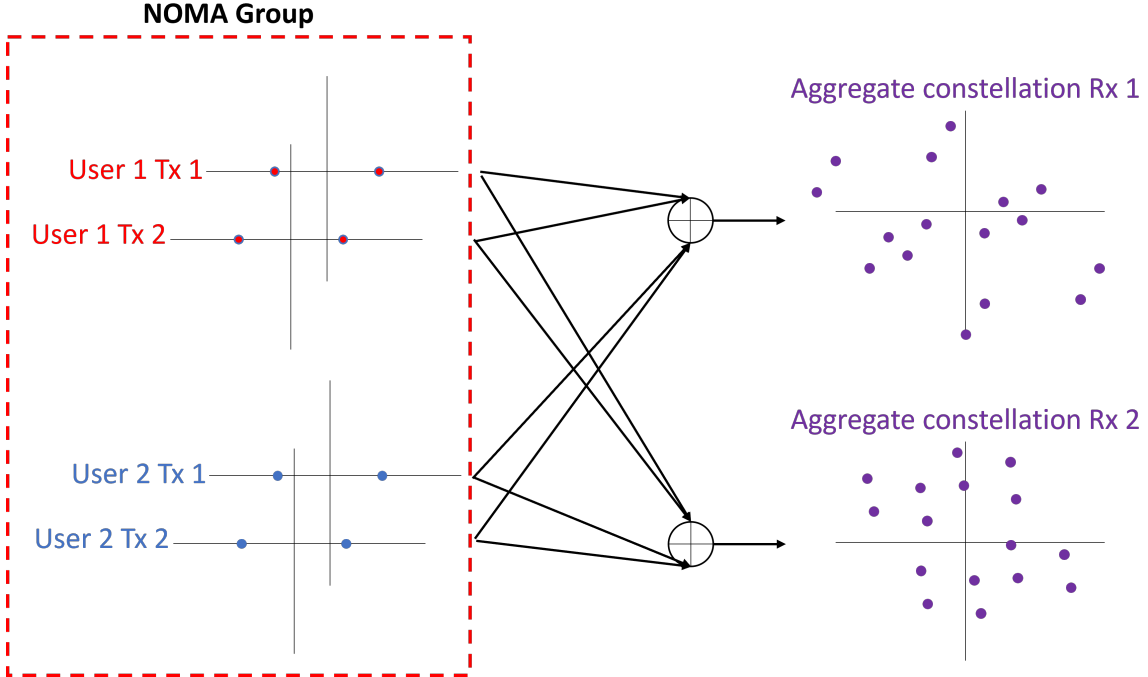 NOMA Group
Aggregate constellation Rx 1
User 1 Tx 1
User 1 Tx 2
Aggregate constellation Rx 2
User 2 Tx 1
User 2 Tx 2